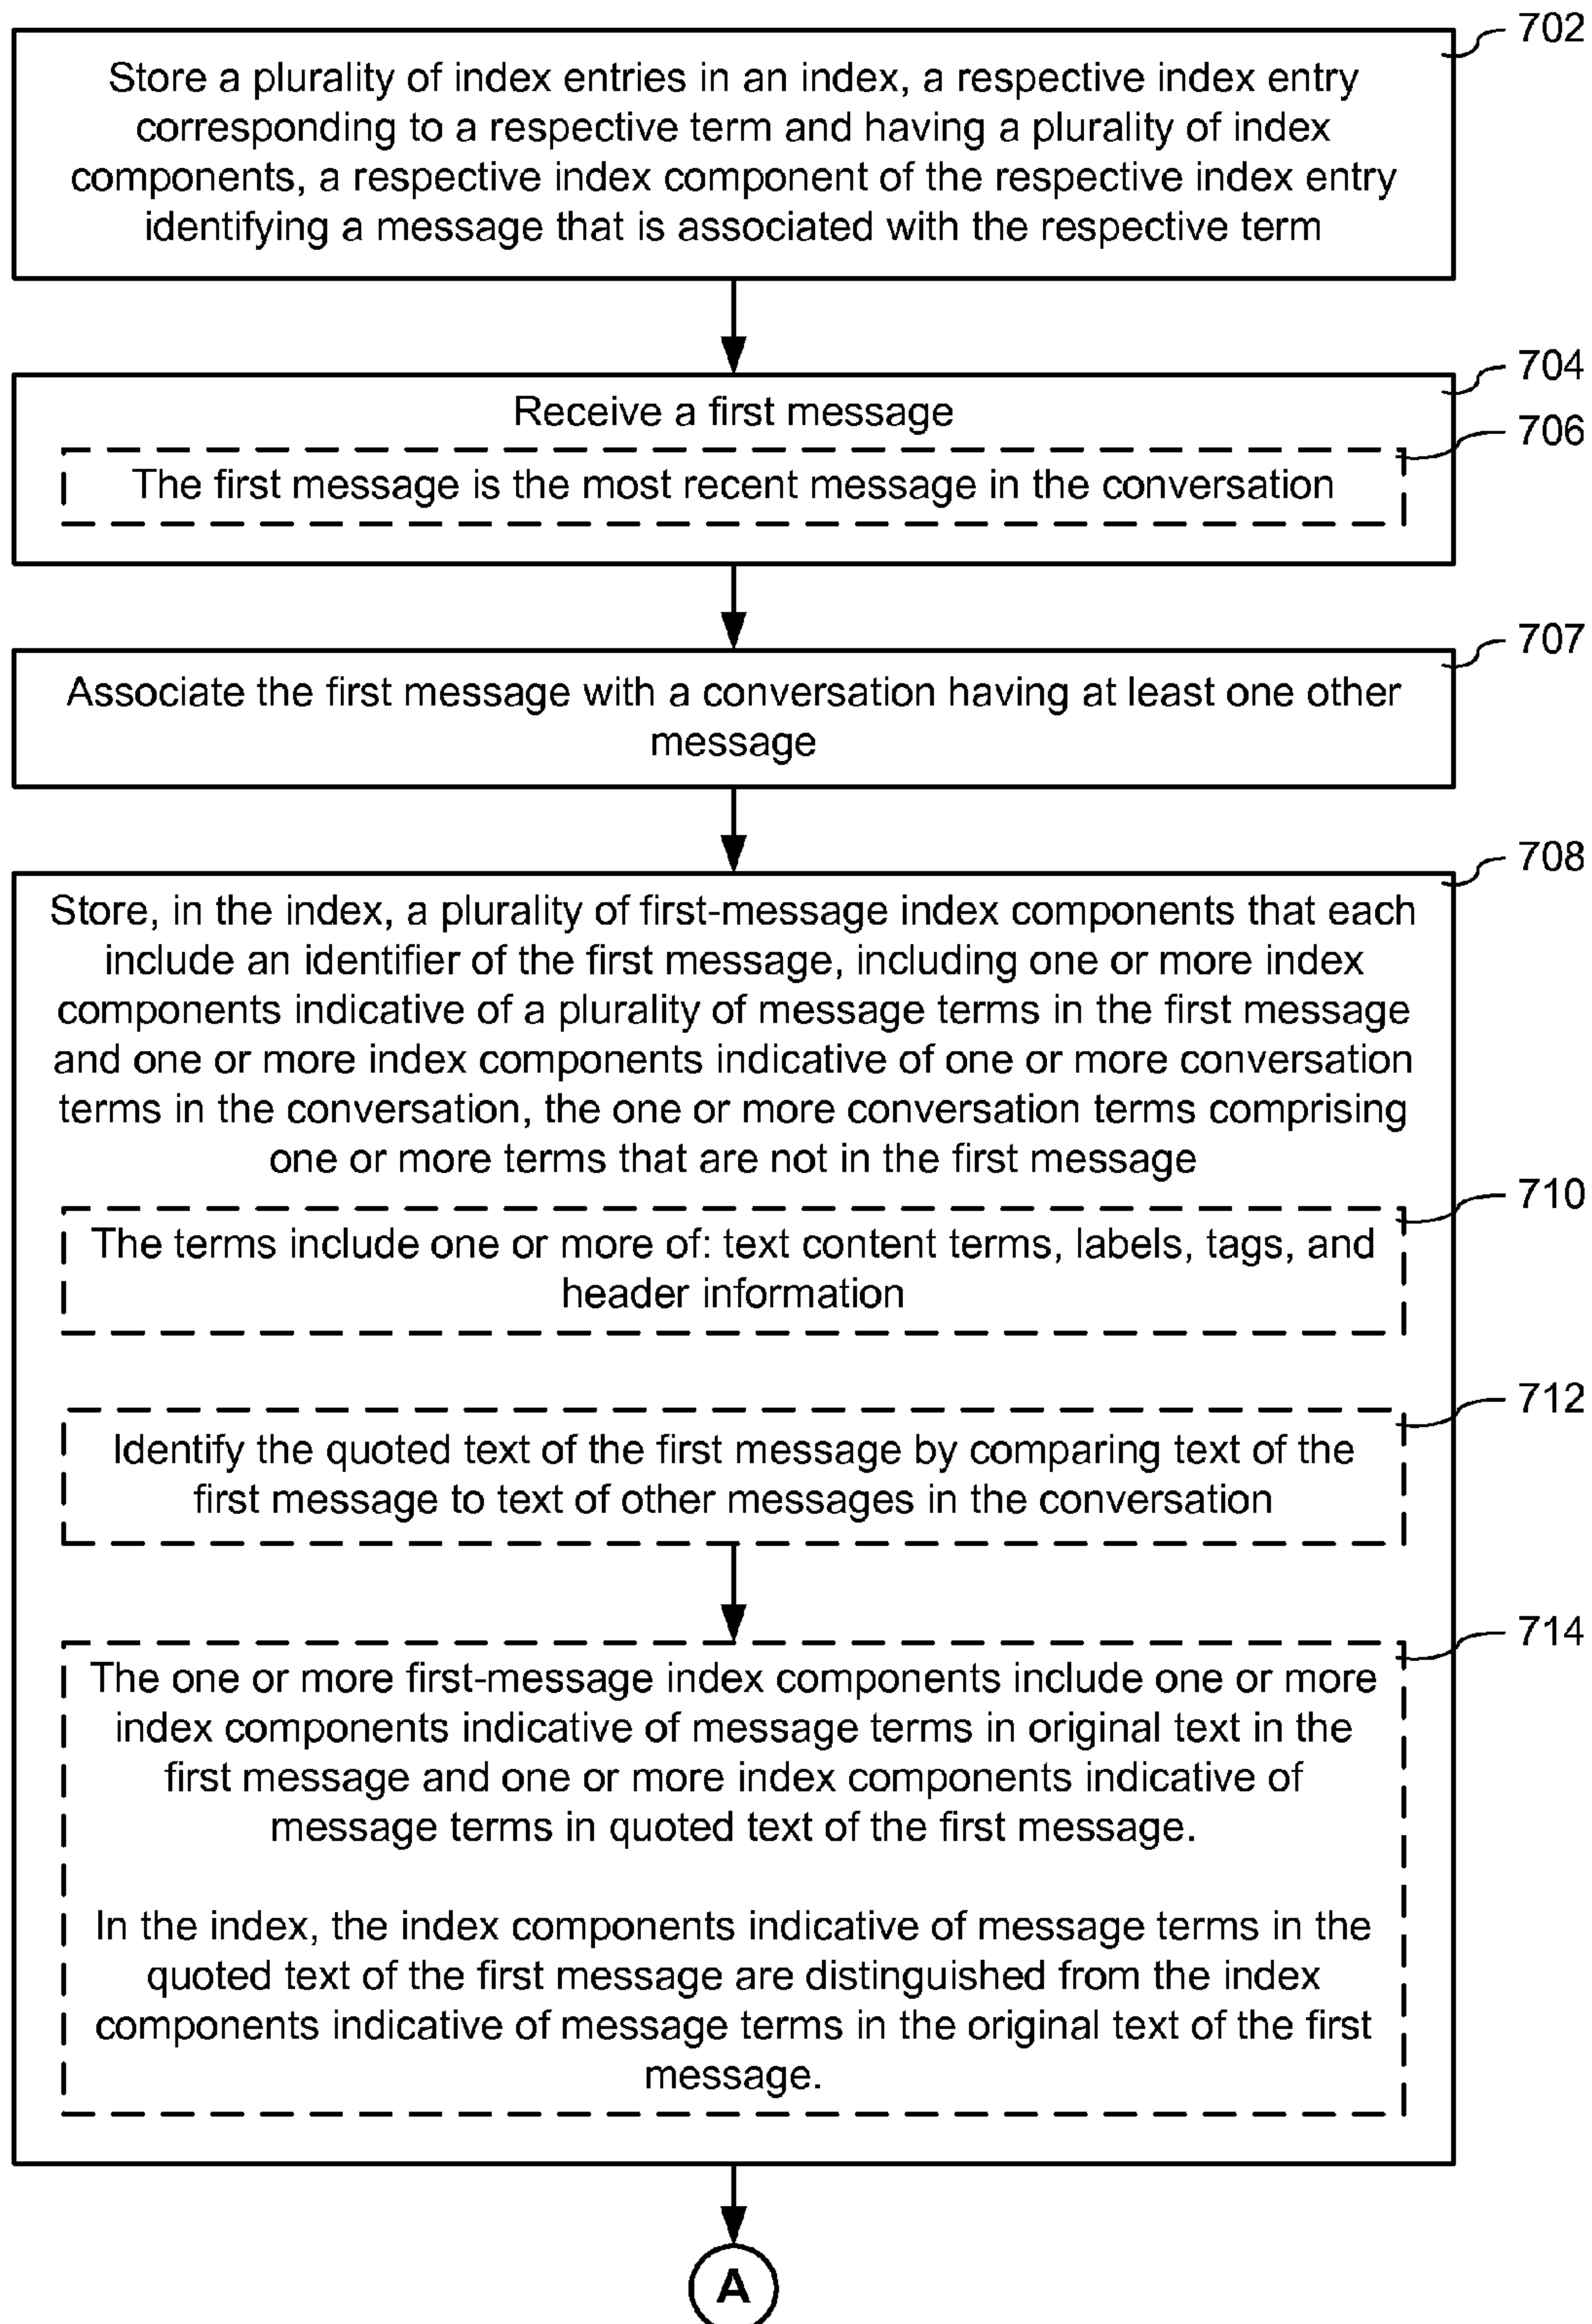 702
Store a plurality of index entries in an index, a respective index entry
corresponding to a respective term and having a plurality of index
components, a respective index component of the respective index entry
identifying a message that is associated with the respective term
704
Receive a first message
706
The first message is the most recent message in the conversation
707
Associate the first message with a conversation having at least one other
message
708
Store, in the index, a plurality of first-message index components that each
include an identifier of the first message, including one or more index
components indicative of a plurality of message terms in the first message
and one or more index components indicative of one or more conversation
terms in the conversation, the one or more conversation terms comprising
one or more terms that are not in the first message
710
The terms include one or more of: text content terms, labels, tags, and
header information
712
Identify the quoted text of the first message by comparing text of the
first message to text of other messages in the conversation
714
The one or more first-message index components include one or more
index components indicative of message terms in original text in the
first message and one or more index components indicative of
message terms in quoted text of the first message.
In the index, the index components indicative of message terms in the
quoted text of the first message are distinguished from the index
components indicative of message terms in the original text of the first
message.
A